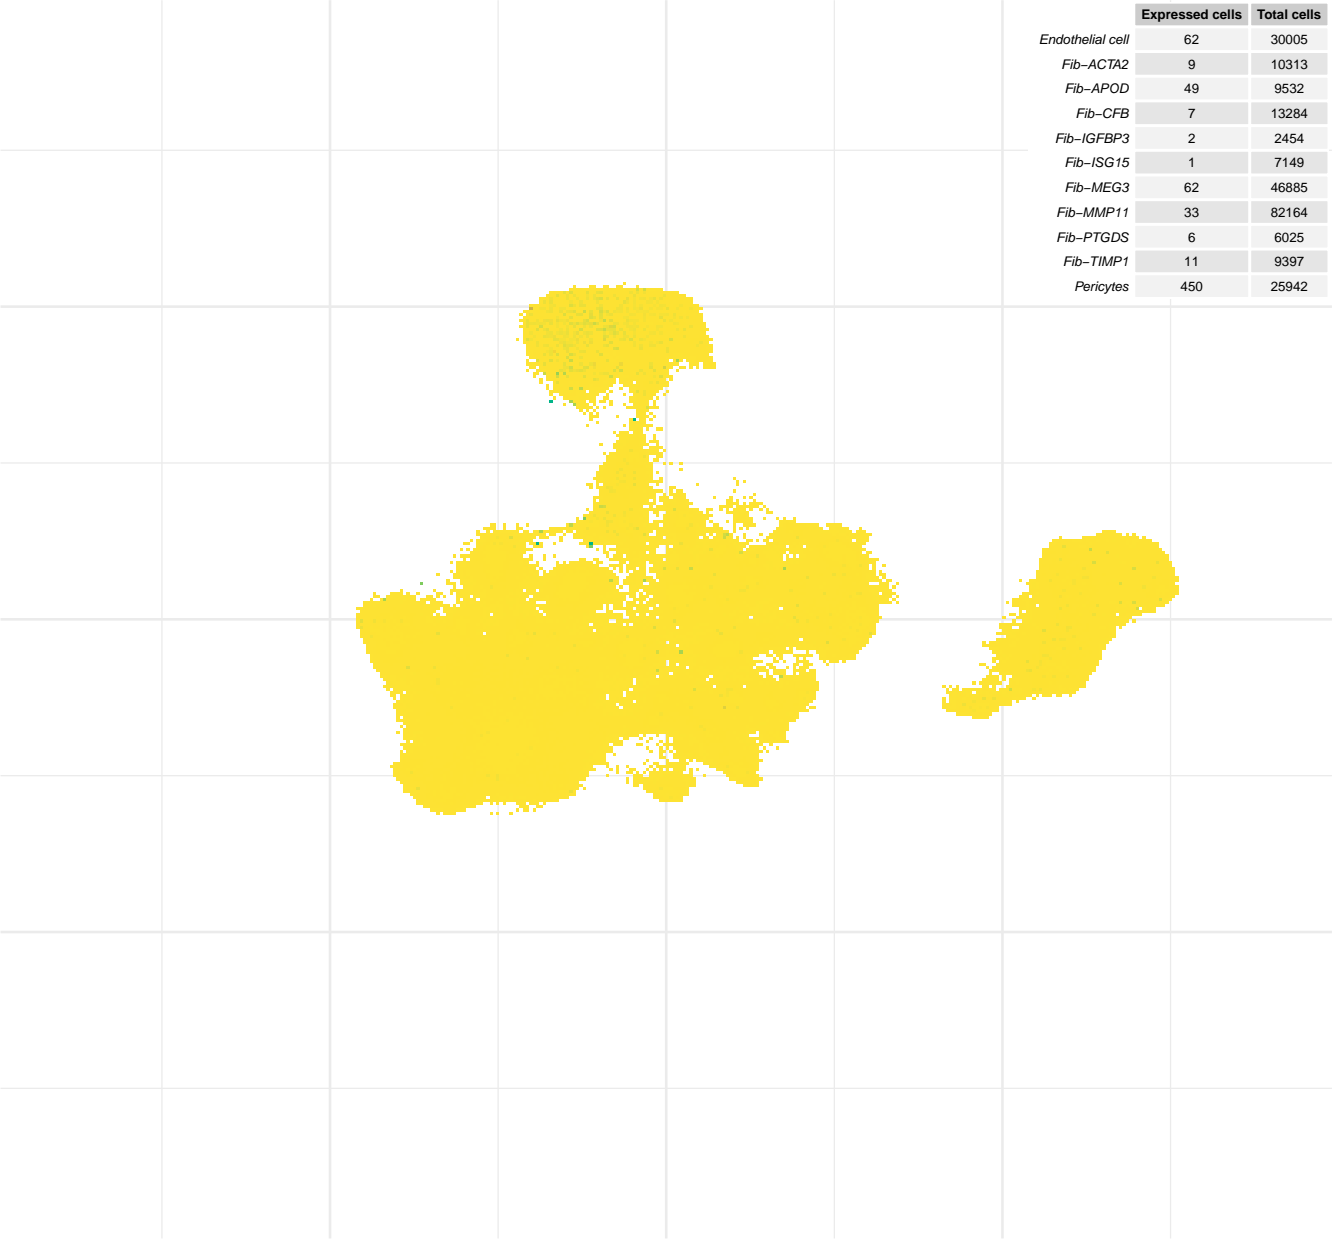 Expressed cells Total cells
Endothelial cell 62 30005
Fib−ACTA2 9 10313
Fib−APOD 49 9532
Fib−CFB 7 13284
Fib−IGFBP3 2 2454
Fib−ISG15 1 7149
Fib−MEG3 62 46885
Fib−MMP11 33 82164
Fib−PTGDS 6 6025
Fib−TIMP1 11 9397
Pericytes 450 25942